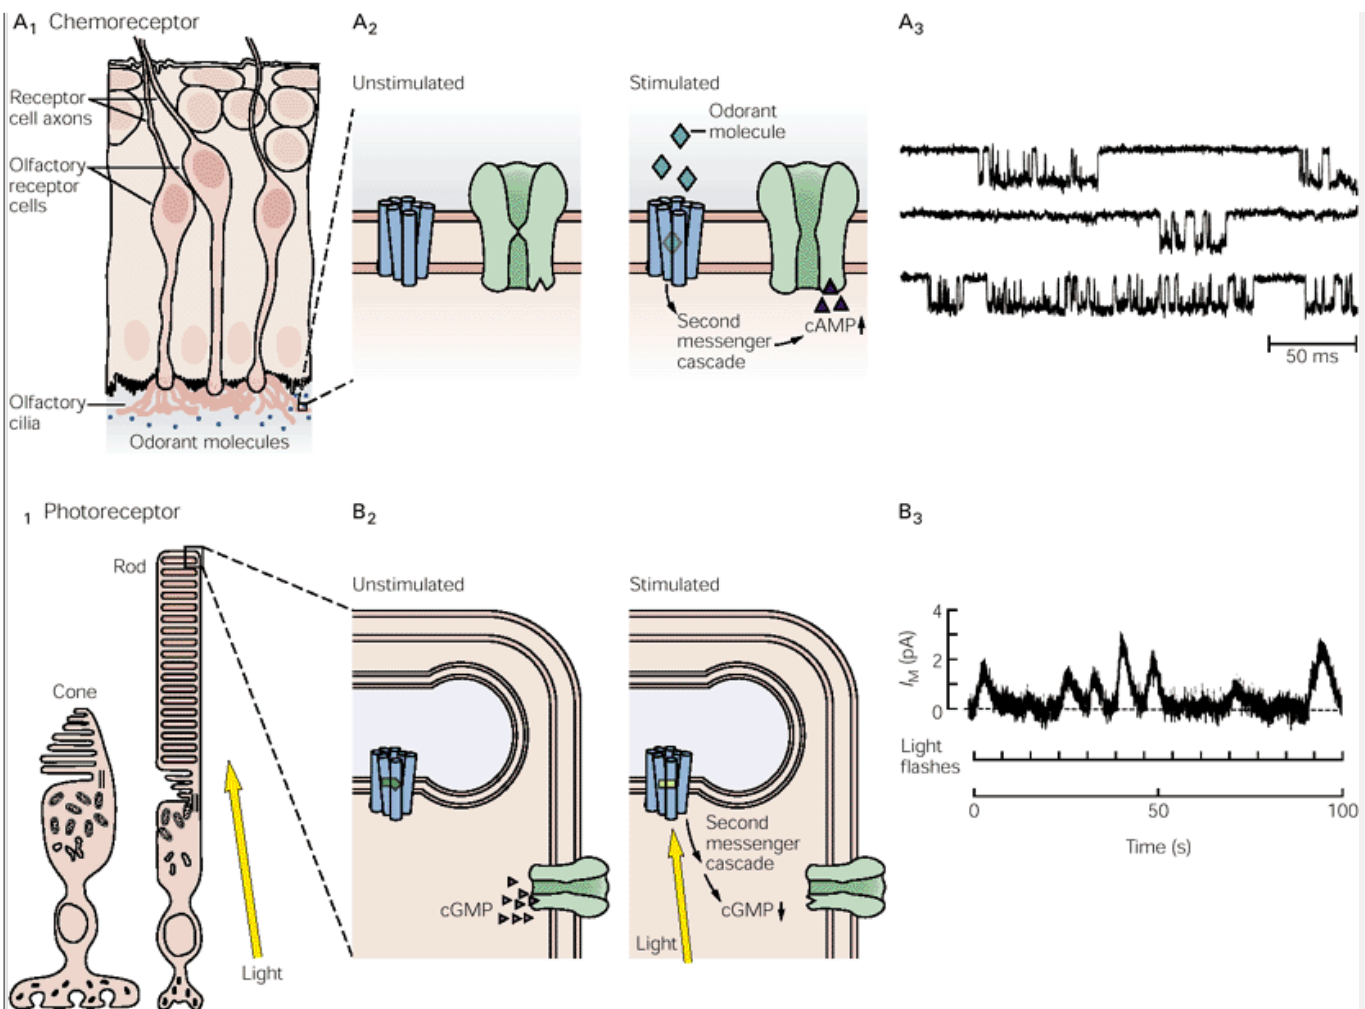 A1 Chemoreceptor
Receptor
cell axons
Olfactory
receptor
cells
Olfactory
cilia
Odorant molecules
A2
Unstimulated
Stimulated
Odorant
molecule
Second
messenger
cascade
cAMP
A3
50 ms
1 Photoreceptor
Rod
Cone
Light
B2
Unstimulated
cGMP
Stimulated
Second
messenger
cascade
cGMP
Light
B3
IM (pA)
4
2
0
Light
flashes
0 50 100
Time (s)